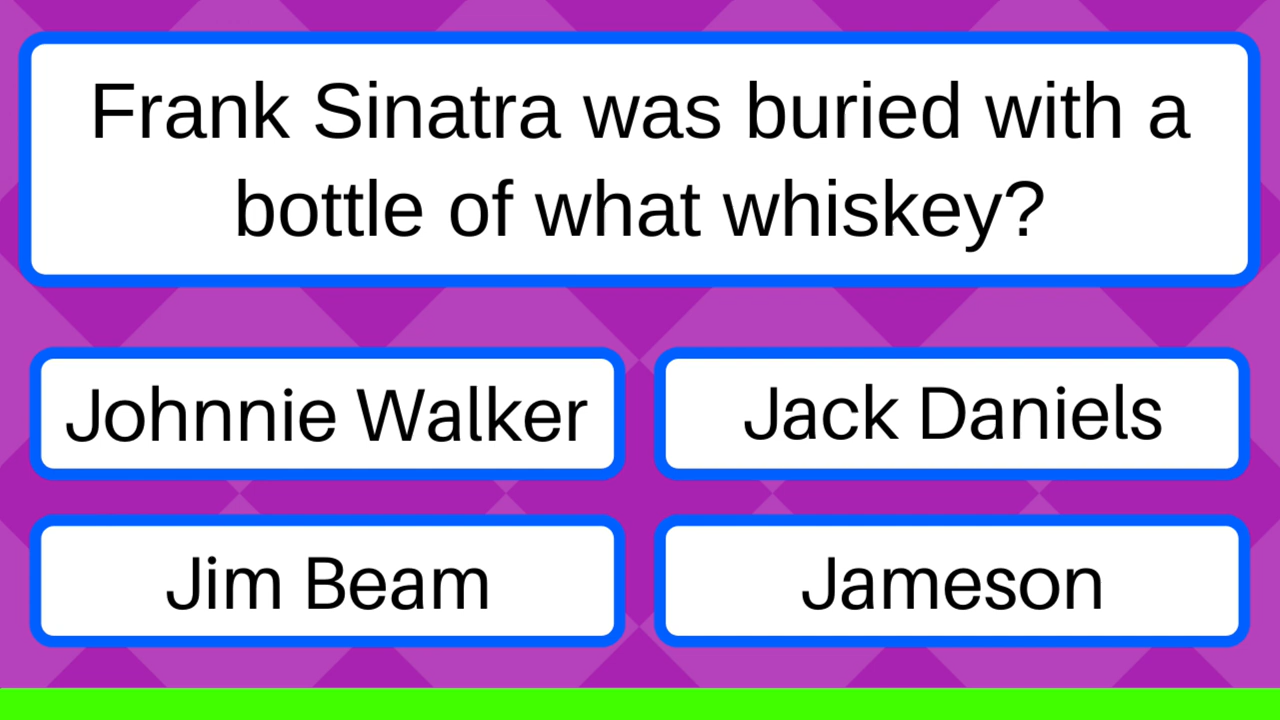 Frank Sinatra was buried with a
bottle of what whiskey?
Johnnie Walker
Jack Daniels
Jim Beam
Jameson